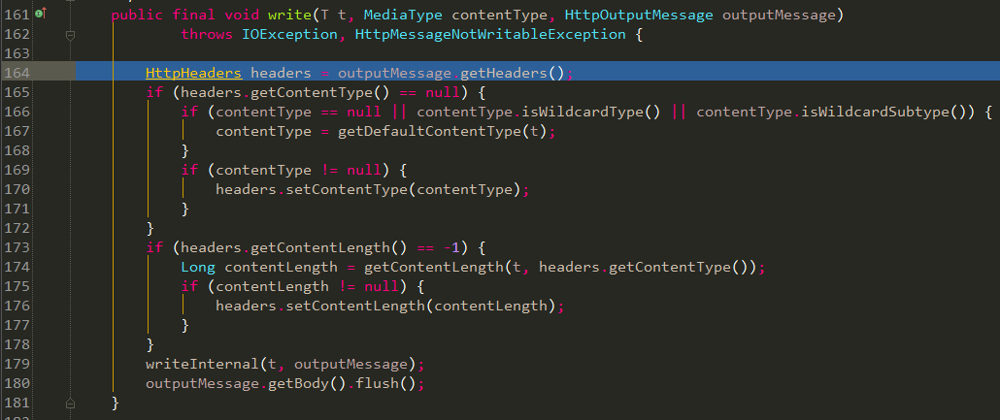 161 public final void write(T t, MediaType contentType, HttpOutputMessage outputMessage)
162 throws IOException, HttpMessageNotWritableException {
163
164 HttpHeaders headers = outputMessage.getHeaders();
165 if (headers.getContentType() == null) {
166 if (contentType == null || contentType.isWildcardType() || contentType.isWildcardSubtype()) {
167 contentType = getDefaultContentType(t);
168 }
169 if (contentType != null) {
170 headers.setContentType(contentType);
171 }
172 }
173 if (headers.getContentLength() == -1) {
174 Long contentLength = getContentLength(t, headers.getContentType());
175 if (contentLength != null) {
176 headers.setContentLength(contentLength);
177 }
178 }
179 writeInternal(t, outputMessage);
180 outputMessage.getBody().flush();
181 }